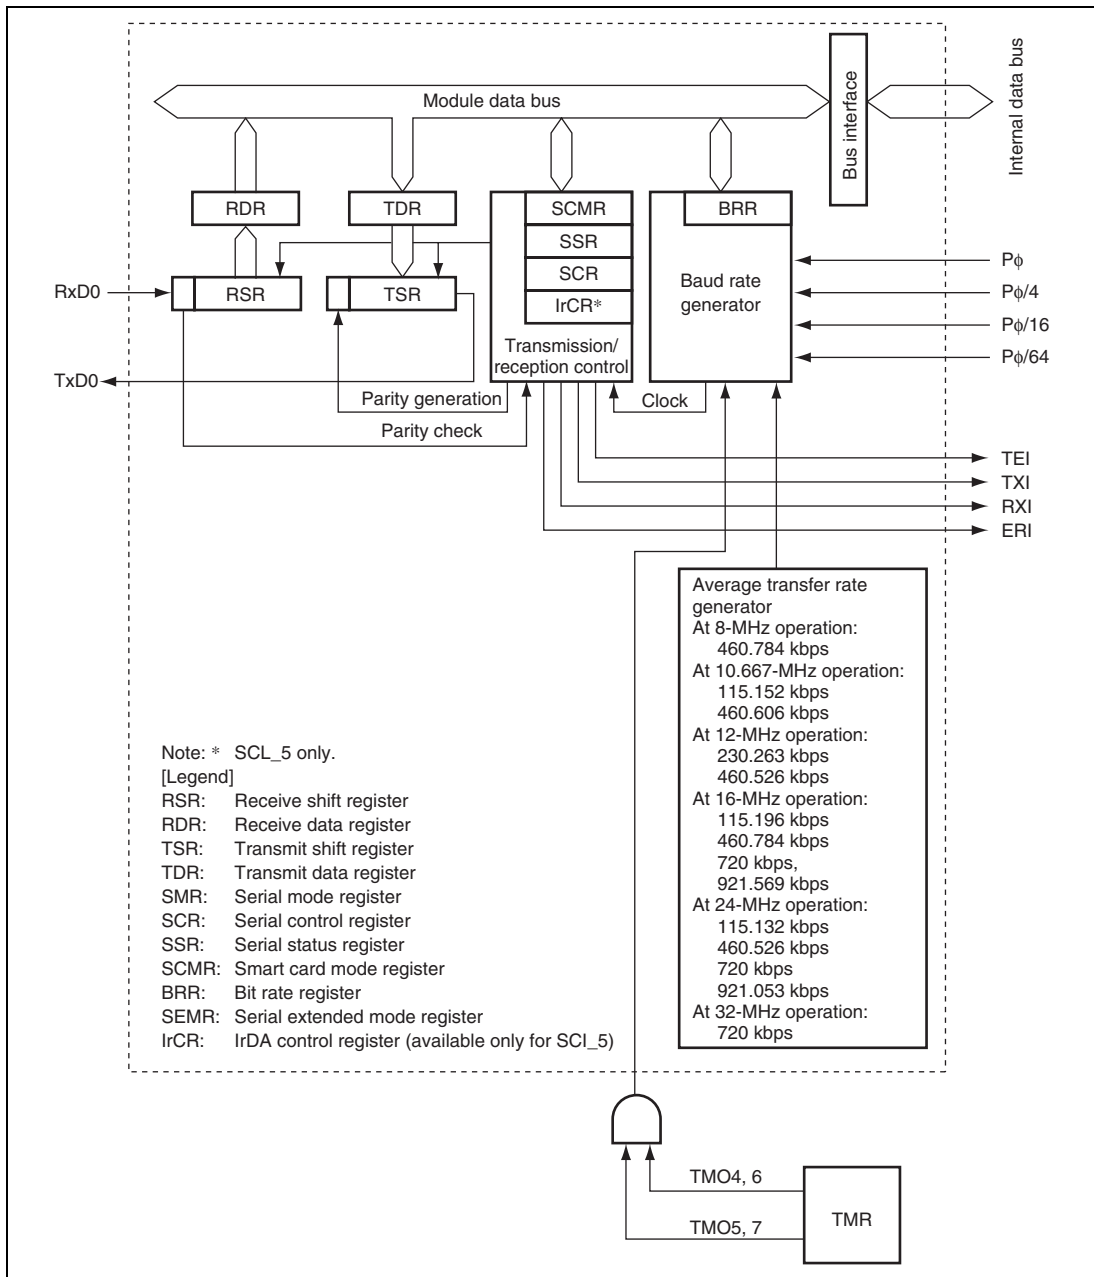 Module data bus
Bus interface
Internal data bus
RDR
TDR
SCMR
BRR
SSR
SCR
IrCR*
RSR
TSR
Baud rate
generator
Transmission/
reception control
RxD0
TxD0
Pϕ
Pϕ/4
Pϕ/16
Pϕ/64
Parity generation
Clock
Parity check
TEI
TXI
RXI
ERI
Average transfer rate
generator
At 8-MHz operation:
460.784 kbps
At 10.667-MHz operation:
115.152 kbps
460.606 kbps
At 12-MHz operation:
230.263 kbps
460.526 kbps
At 16-MHz operation:
115.196 kbps
460.784 kbps
720 kbps,
921.569 kbps
At 24-MHz operation:
115.132 kbps
460.526 kbps
720 kbps
921.053 kbps
At 32-MHz operation:
720 kbps
Note: * SCL_5 only.
[Legend]
RSR: Receive shift register
RDR: Receive data register
TSR: Transmit shift register
TDR: Transmit data register
SMR: Serial mode register
SCR: Serial control register
SSR: Serial status register
SCMR: Smart card mode register
BRR: Bit rate register
SEMR: Serial extended mode register
IrCR: IrDA control register (available only for SCI_5)
TMO4, 6
TMO5, 7
TMR